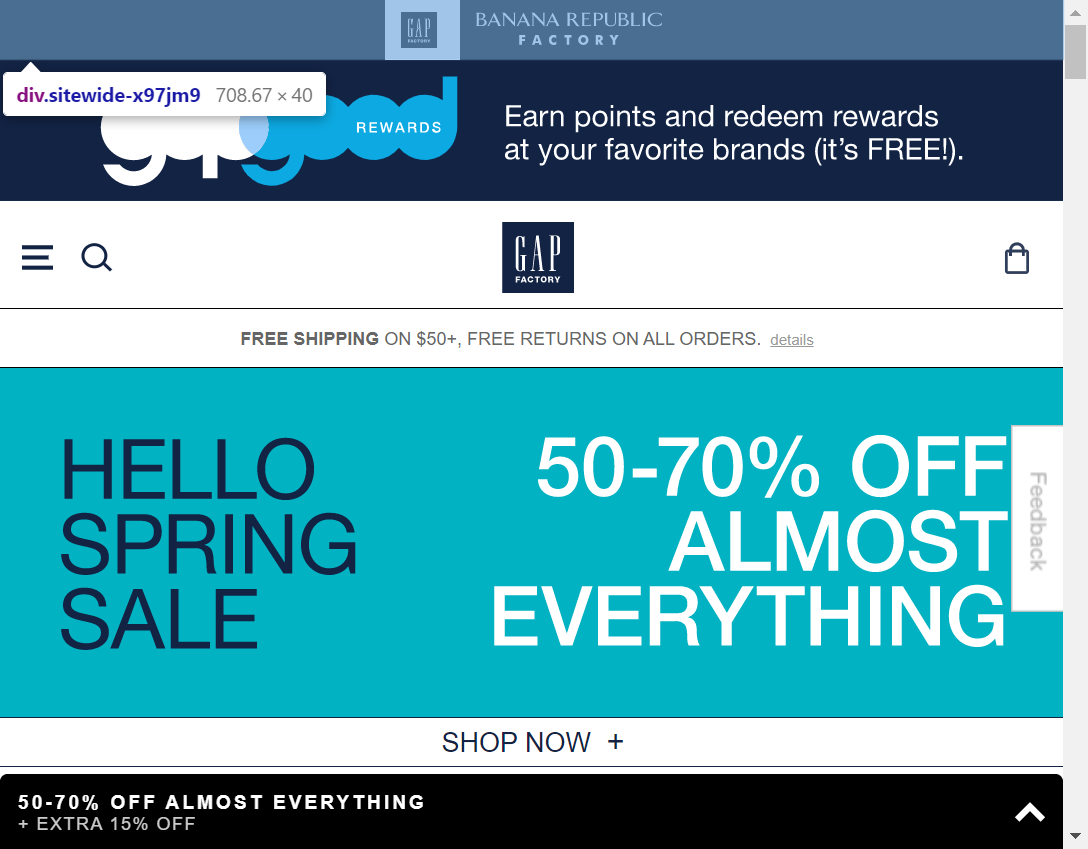 GAP
FACTORY
BANANA REPUBLIC
FACTORY
div.sitewide-x97jm9 708.67 × 40
REWARDS
Earn points and redeem rewards
at your favorite brands (it's FREE!).
GAP
FACTORY
FREE SHIPPING ON $50+, FREE RETURNS ON ALL ORDERS. details
HELLO
SPRING
SALE
50-70% OFF
ALMOST
EVERYTHING
Feedback
SHOP NOW +
50-70% OFF ALMOST EVERYTHING
+ EXTRA 15% OFF